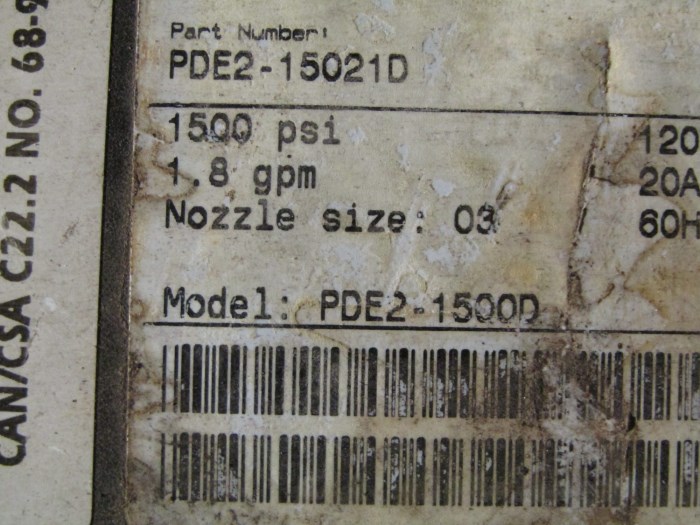 Part Number:
PDE2-15021D
1500 psi
120
1.8 gpm
20A
Nozzle size: 03
60H
Model: PDE2-1500D
CAN/CSA C22.2 NO. 68-9